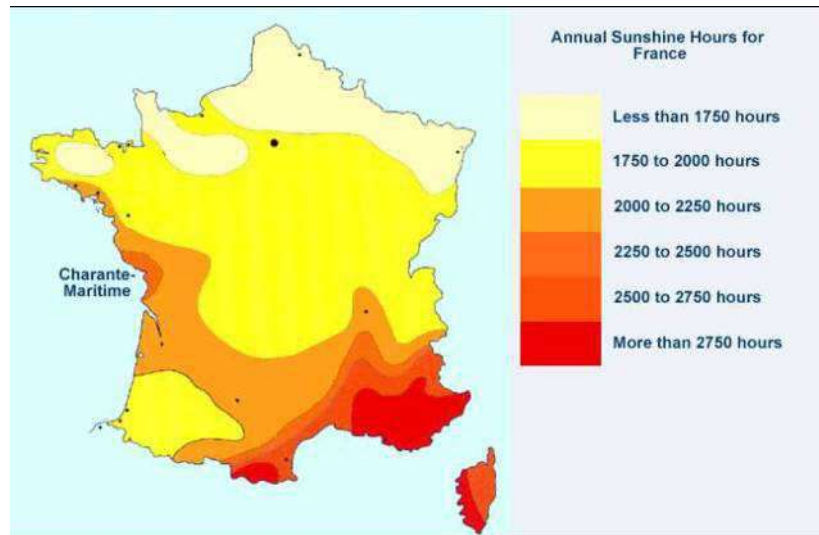 Annual Sunshine Hours for
France
Less than 1750 hours
1750 to 2000 hours
2000 to 2250 hours
2250 to 2500 hours
2500 to 2750 hours
More than 2750 hours
Charante-
Maritime